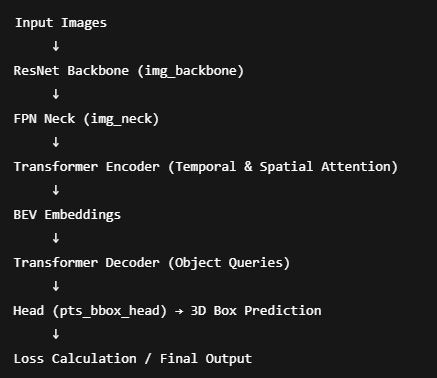 Input Images
↓
ResNet Backbone (img_backbone)
↓
FPN Neck (img_neck)
↓
Transformer Encoder (Temporal & Spatial Attention)
↓
BEV Embeddings
↓
Transformer Decoder (Object Queries)
↓
Head (pts_bbox_head) → 3D Box Prediction
↓
Loss Calculation / Final Output